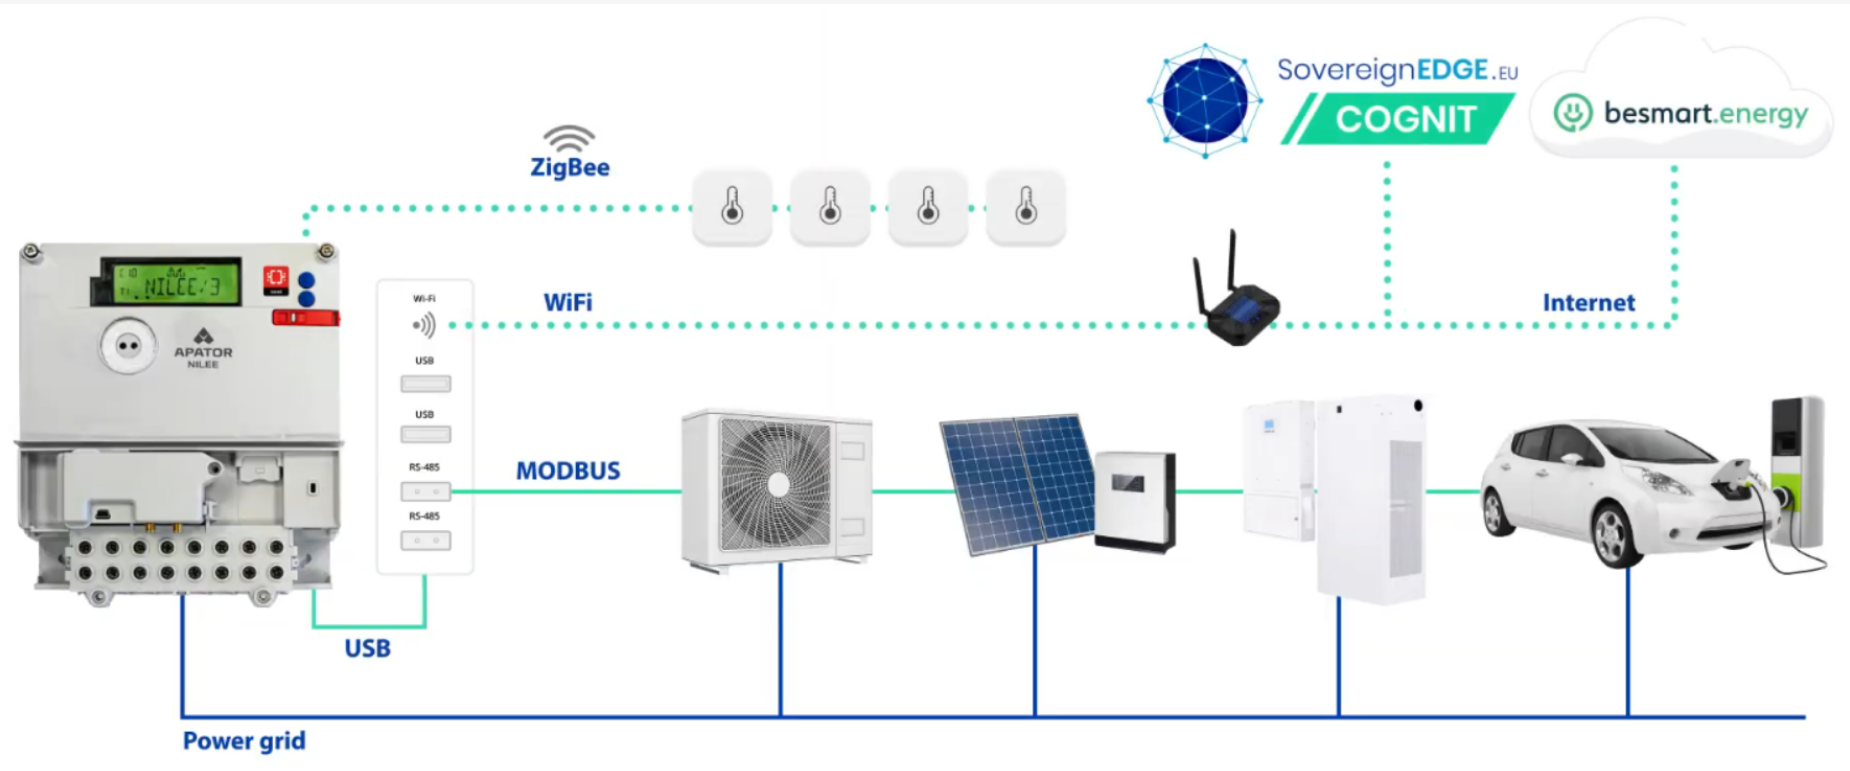 SovereignEDGE.EU
COGNIT
besmart.energy
ZigBee
NILEE/3
APATOR
NILEE
Wi-Fi
WiFi
Internet
USB
USB
RS-485
MODBUS
RS-485
USB
Power grid